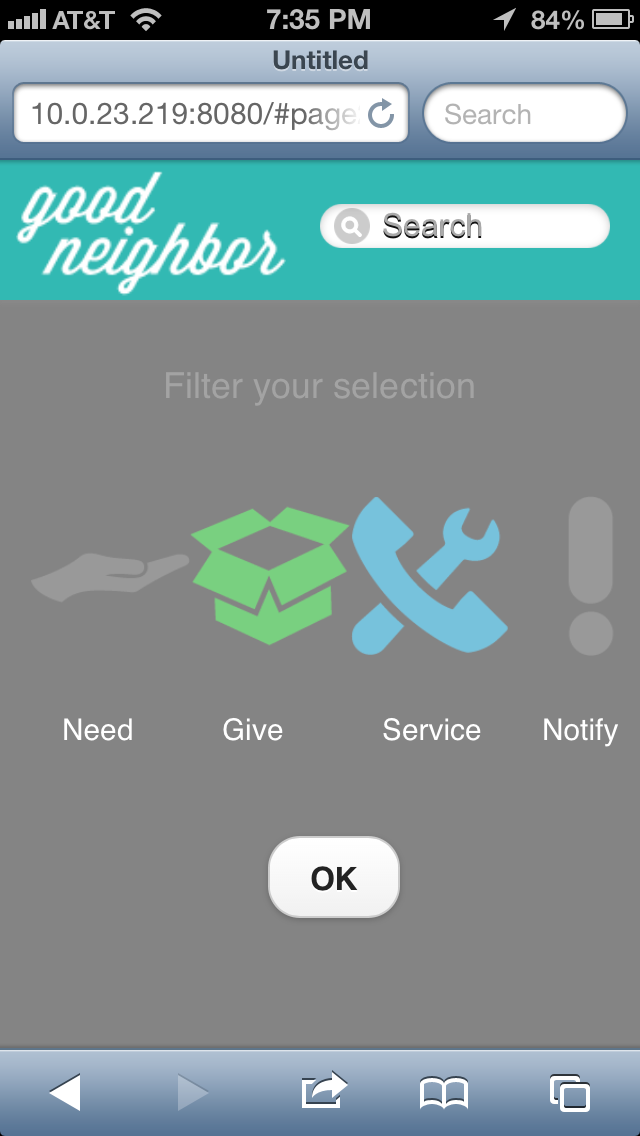 AT&T 7:35 PM 84%
Untitled
10.0.23.219:8080/#page
Search
good
neighbor
Search
Filter your selection
Need Give Service Notify
OK